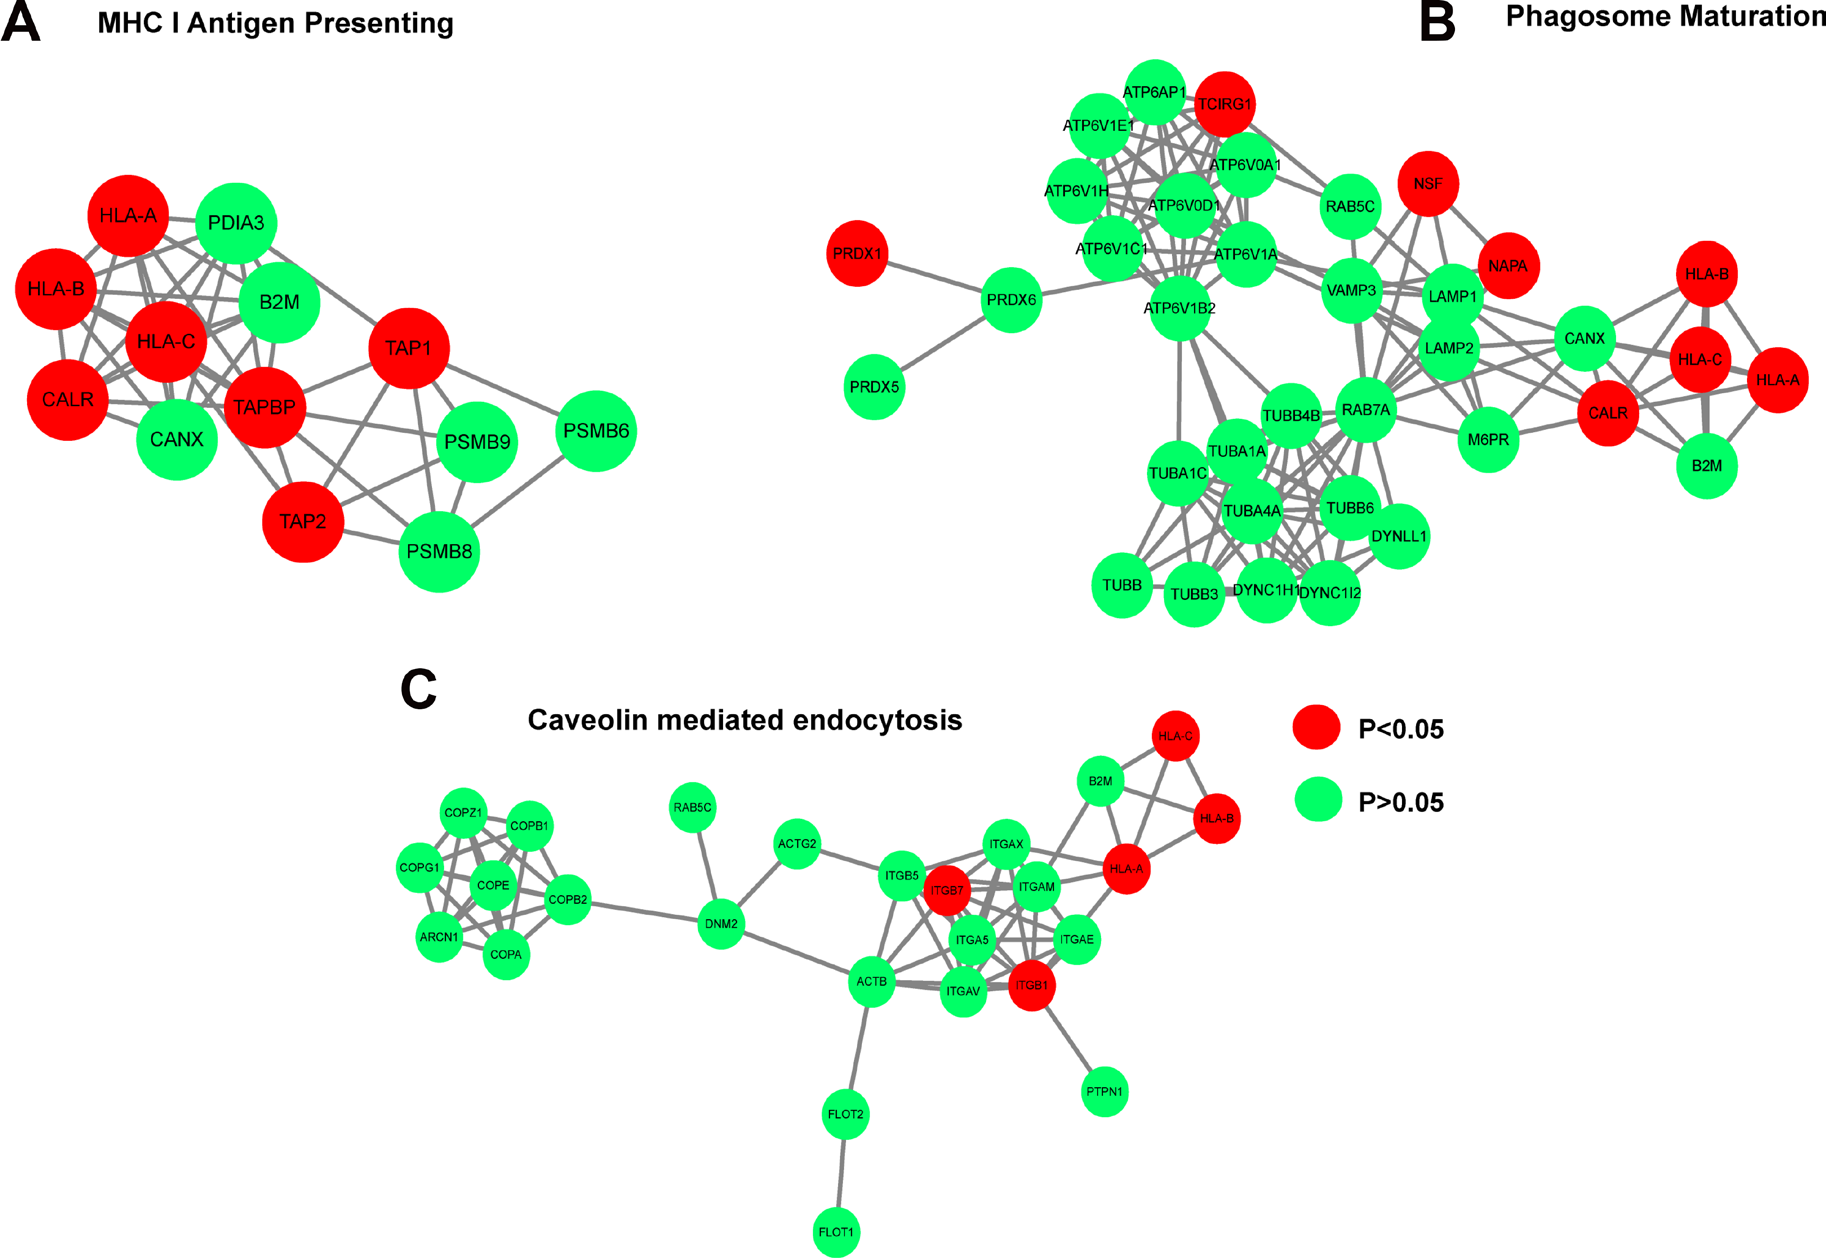 A
MHC I Antigen Presenting
HLA-A
PDIA3
HLA-B
B2M
HLA-C
TAP1
CALR
TAPBP
CANX
PSMB9
PSMB6
TAP2
PSMB8
B
Phagosome Maturation
ATP6AP1
TCIRG1
ATP6V1E1
ATP6V0A1
ATP6V1H
ATP6V0D1
RAB5C
NSF
PRDX1
ATP6V1C1
ATP6V1A
NAPA
HLA-B
PRDX6
ATP6V1B2
VAMP3
LAMP1
CANX
LAMP2
HLA-C
HLA-A
PRDX5
TUBB4B
RAB7A
CALR
M6PR
TUBA1A
B2M
TUBA1C
TUBA4A
TUBB6
DYNLL1
TUBB
TUBB3
DYNC1H1
DYNC1I2
C
Caveolin mediated endocytosis
HLA-C
P<0.05
B2M
P>0.05
RAB5C
COPZ1
COPB1
HLA-B
ACTG2
ITGAX
COPG1
HLA-A
ITGB5
ITGB7
ITGAM
COPE
COPB2
DNM2
ARCN1
ITGA5
ITGAE
COPA
ACTB
ITGAV
ITGB1
PTPN1
FLOT2
FLOT1